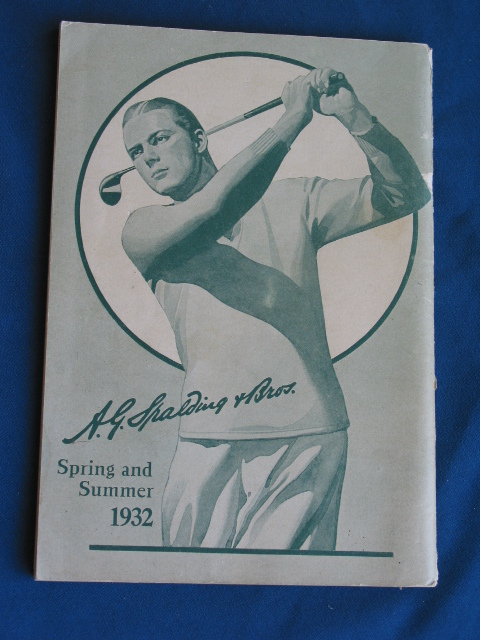 A.G. Spalding & Bros.
Spring and
Summer
1932